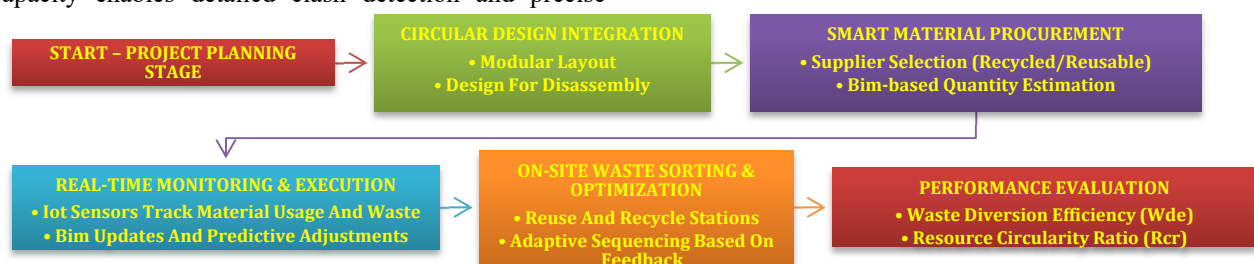 capacity enables detailed clash detection and precise
START – PROJECT PLANNING
STAGE
CIRCULAR DESIGN INTEGRATION
• Modular Layout
• Design For Disassembly
SMART MATERIAL PROCUREMENT
• Supplier Selection (Recycled/Reusable)
• Bim-based Quantity Estimation
REAL-TIME MONITORING & EXECUTION
• Iot Sensors Track Material Usage And Waste
• Bim Updates And Predictive Adjustments
ON-SITE WASTE SORTING &
OPTIMIZATION
• Reuse And Recycle Stations
• Adaptive Sequencing Based On
Feedback
PERFORMANCE EVALUATION
• Waste Diversion Efficiency (Wde)
• Resource Circularity Ratio (Rcr)